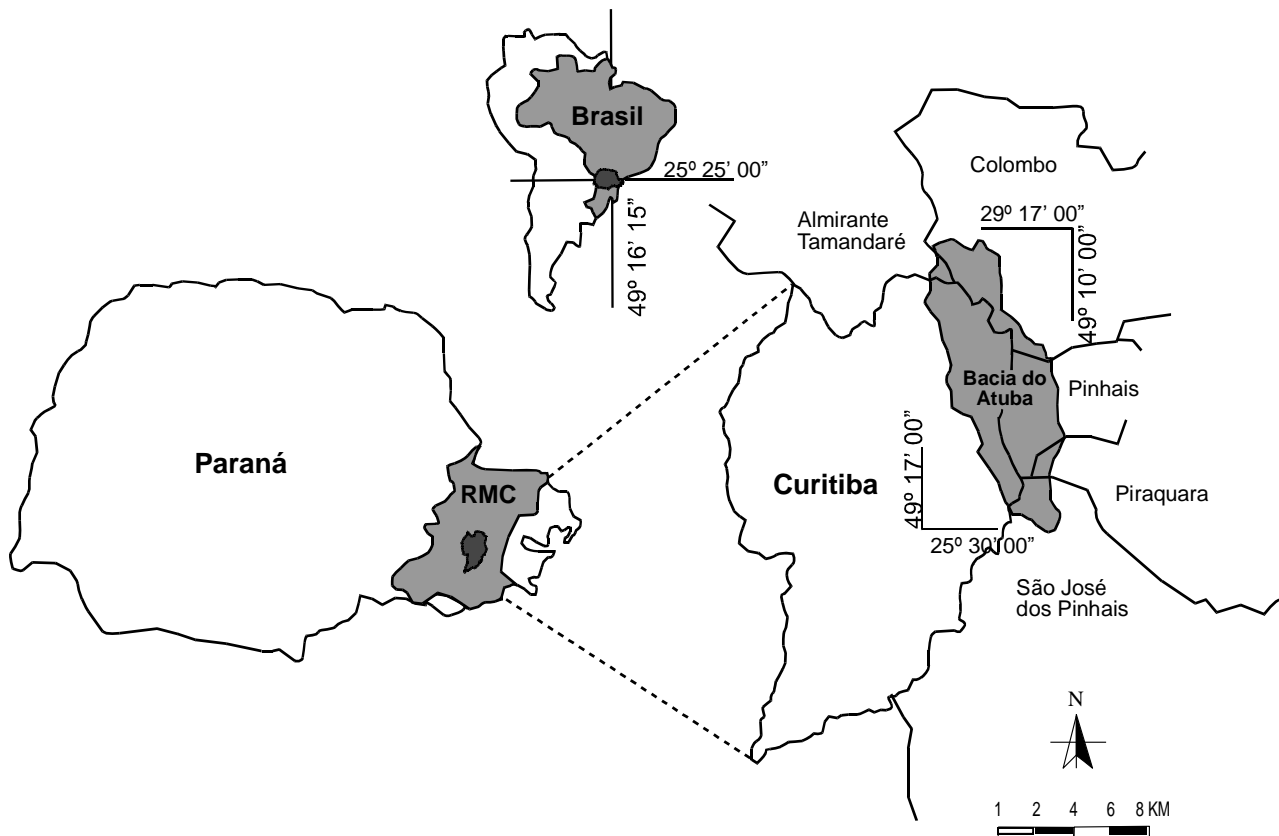 Brasil
25º 25’ 00”
49º 16’ 15”
Colombo
29º 17’ 00”
49º 10’ 00”
Almirante
Tamandaré
Bacia do
Atuba
Pinhais
Paraná
RMC
Curitiba
49º 17’ 00”
25º 30’ 00”
Piraquara
São José
dos Pinhais
N
1 2 4 6 8 KM